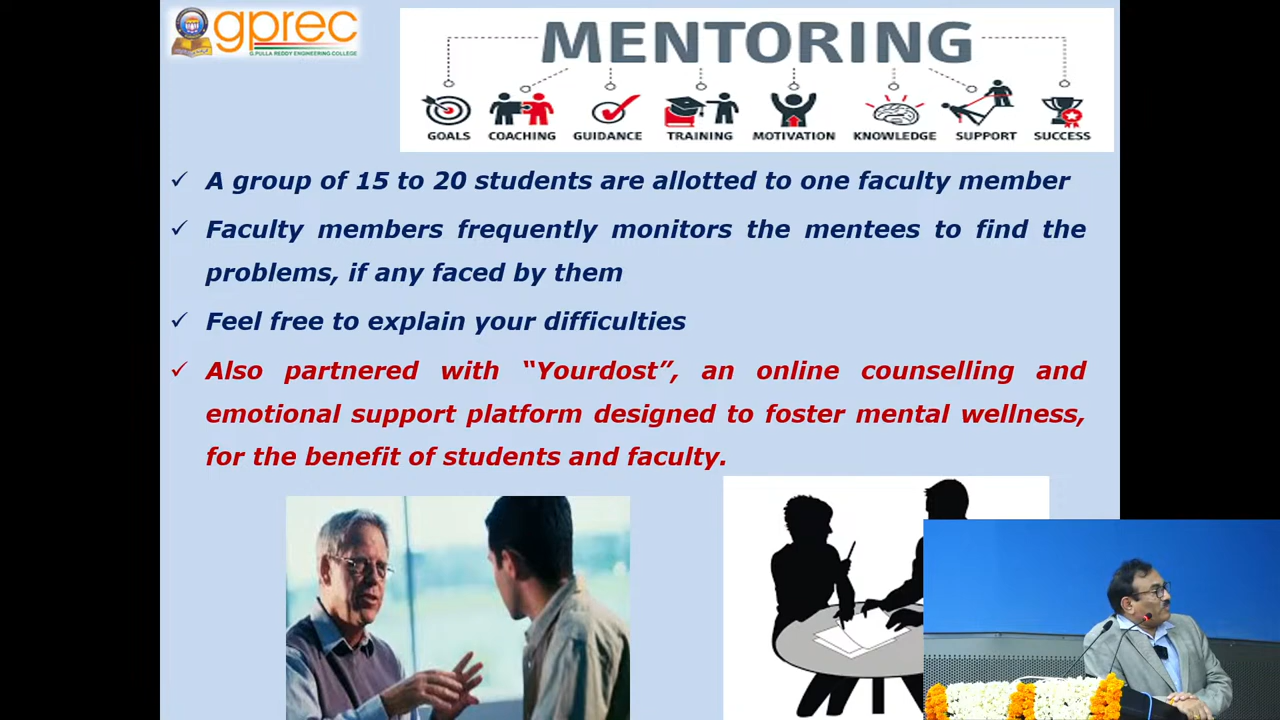 gprec
G.PULLA REDDY ENGINEERING COLLEGE
MENTORING
GOALS COACHING GUIDANCE TRAINING MOTIVATION KNOWLEDGE SUPPORT SUCCESS
A group of 15 to 20 students are allotted to one faculty member
Faculty members frequently monitors the mentees to find the
problems, if any faced by them
Feel free to explain your difficulties
Also partnered with “Yourdost”, an online counselling and
emotional support platform designed to foster mental wellness,
for the benefit of students and faculty.